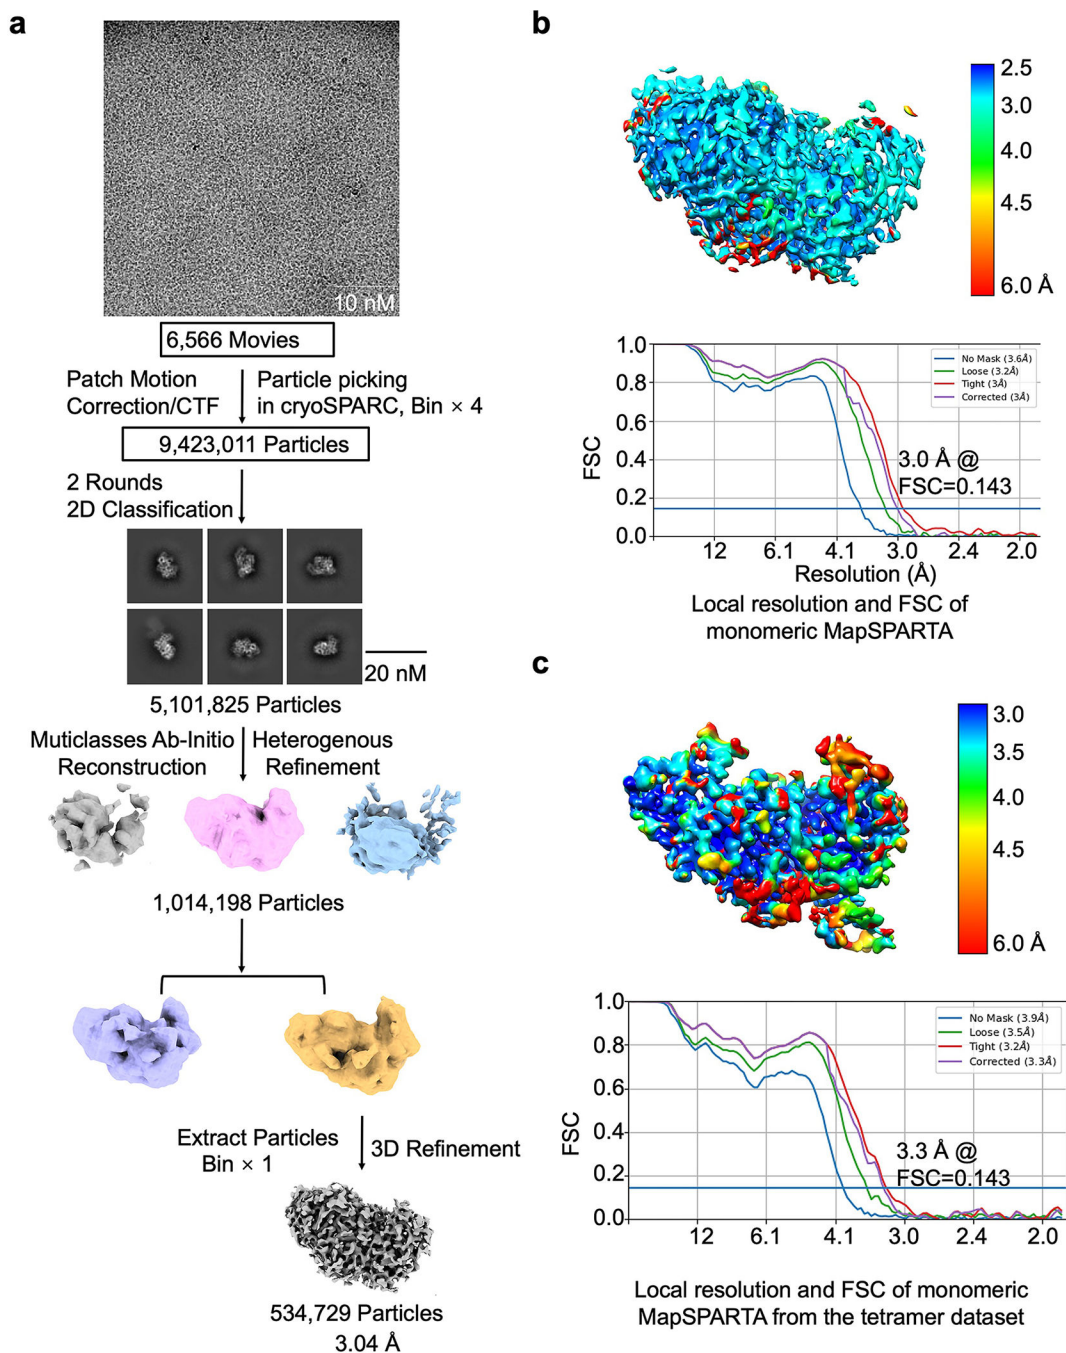 a
10 nM
6,566 Movies
Patch Motion
Correction/CTF
Particle picking
in cryoSPARC, Bin × 4
9,423,011 Particles
2 Rounds
2D Classification
20 nM
5,101,825 Particles
Muticlasses Ab-Initio
Reconstruction
Heterogenous
Refinement
1,014,198 Particles
Extract Particles
Bin × 1
3D Refinement
534,729 Particles
3.04 Å
b
2.5
3.0
4.0
4.5
6.0 Å
1.0
0.8
0.6
0.4
0.2
0.0
FSC
No Mask (3.6Å)
Loose (3.2Å)
Tight (3Å)
Corrected (3Å)
3.0 Å @
FSC=0.143
12 6.1 4.1 3.0 2.4 2.0
Resolution (Å)
Local resolution and FSC of
monomeric MapSPARTA
c
3.0
3.5
4.0
4.5
6.0 Å
1.0
0.8
0.6
0.4
0.2
0.0
FSC
No Mask (3.9Å)
Loose (3.5Å)
Tight (3.2Å)
Corrected (3.3Å)
3.3 Å @
FSC=0.143
12 6.1 4.1 3.0 2.4 2.0
Local resolution and FSC of monomeric
MapSPARTA from the tetramer dataset